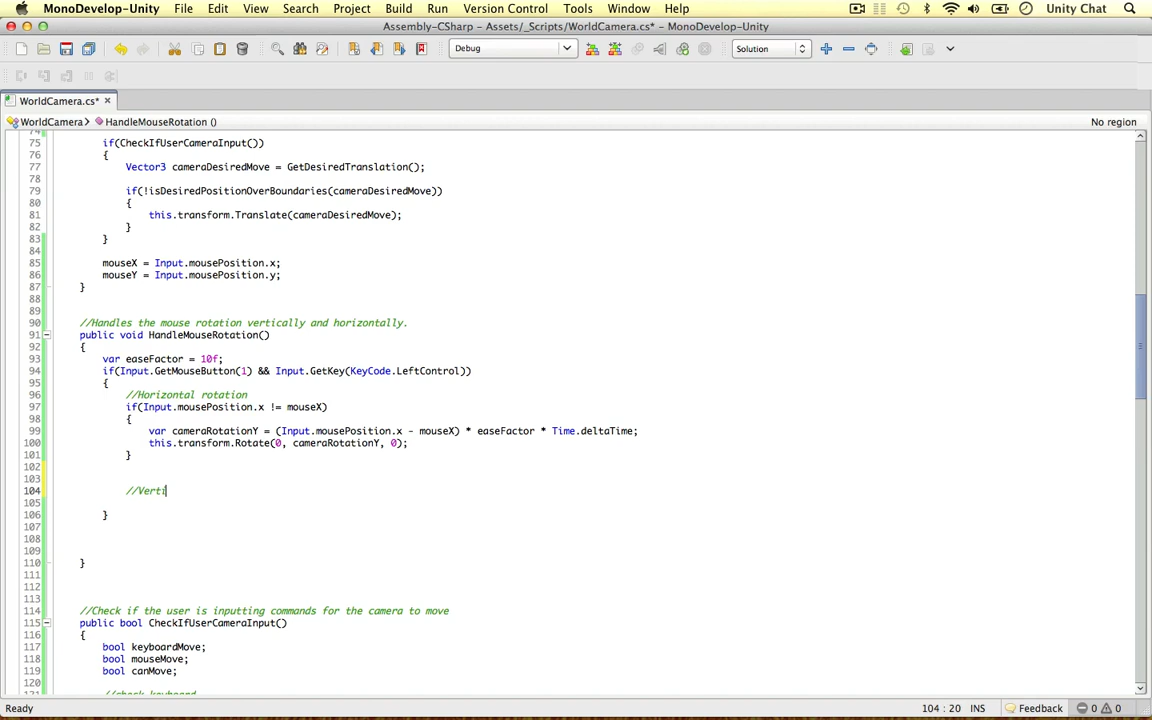 MonoDevelop-Unity File Edit View Search Project Build Run Version Control Tools Window Help Unity Chat
Assembly-CSharp – Assets/_Scripts/WorldCamera.cs* – MonoDevelop-Unity
Debug Solution
WorldCamera.cs*
WorldCamera HandleMouseRotation () No region
74
75 if(CheckIfUserCameraInput())
76 {
77 Vector3 cameraDesiredMove = GetDesiredTranslation();
78
79 if(!isDesiredPositionOverBoundaries(cameraDesiredMove))
80 {
81 this.transform.Translate(cameraDesiredMove);
82 }
83 }
84
85 mouseX = Input.mousePosition.x;
86 mouseY = Input.mousePosition.y;
87 }
88
89
90 //Handles the mouse rotation vertically and horizontally.
91 public void HandleMouseRotation()
92 {
93 var easeFactor = 10f;
94 if(Input.GetMouseButton(1) && Input.GetKey(KeyCode.LeftControl))
95 {
96 //Horizontal rotation
97 if(Input.mousePosition.x != mouseX)
98 {
99 var cameraRotationY = (Input.mousePosition.x - mouseX) * easeFactor * Time.deltaTime;
100 this.transform.Rotate(0, cameraRotationY, 0);
101 }
102
103
104 //Verti
105
106 }
107
108
109
110 }
111
112
113
114 //Check if the user is inputting commands for the camera to move
115 public bool CheckIfUserCameraInput()
116 {
117 bool keyboardMove;
118 bool mouseMove;
119 bool canMove;
120
121 //check keyboard
Ready 104 : 20 INS Feedback 0 0